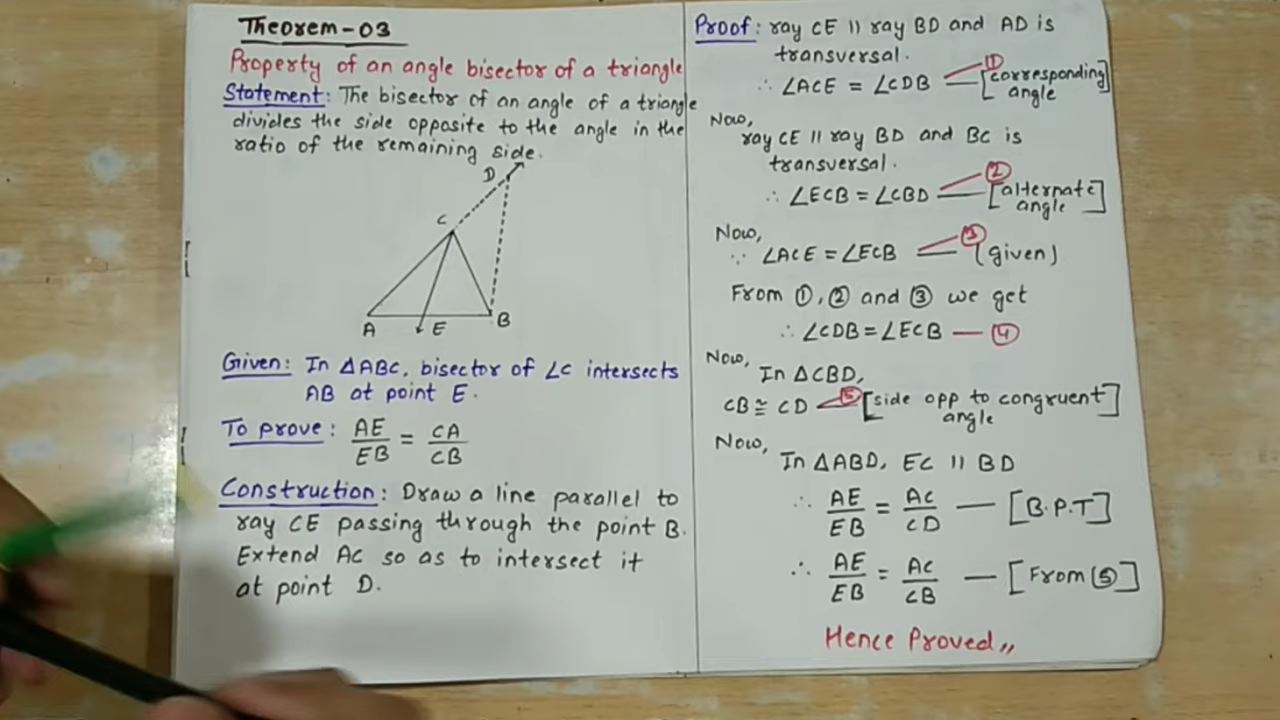 Theorem-03
Property of an angle bisector of a triangle
Statement: The bisector of an angle of a triangle
divides the side opposite to the angle in the
ratio of the remaining side.
D
C
A E B
Given: In ΔABC, bisector of ∠C intersects
AB at point E.
To prove: AE/EB = CA/CB
Construction: Draw a line parallel to
ray CE passing through the point B.
Extend AC so as to intersect it
at point D.
Proof: ray CE || ray BD and AD is
transversal.
∴ ∠ACE = ∠CDB — ① [corresponding
angle]
Now,
ray CE || ray BD and BC is
transversal.
∴ ∠ECB = ∠CBD — ② [alternate
angle]
Now,
∵ ∠ACE = ∠ECB — ③ (given)
From ①, ② and ③ we get
∴ ∠CDB = ∠ECB — ④
Now,
In ΔCBD,
CB ≅ CD — ⑤ [side opp to congruent
angle]
Now,
In ΔABD, EC || BD
∴ AE/EB = AC/CD — [B.P.T]
∴ AE/EB = AC/CB — [From ⑤]
Hence Proved,,